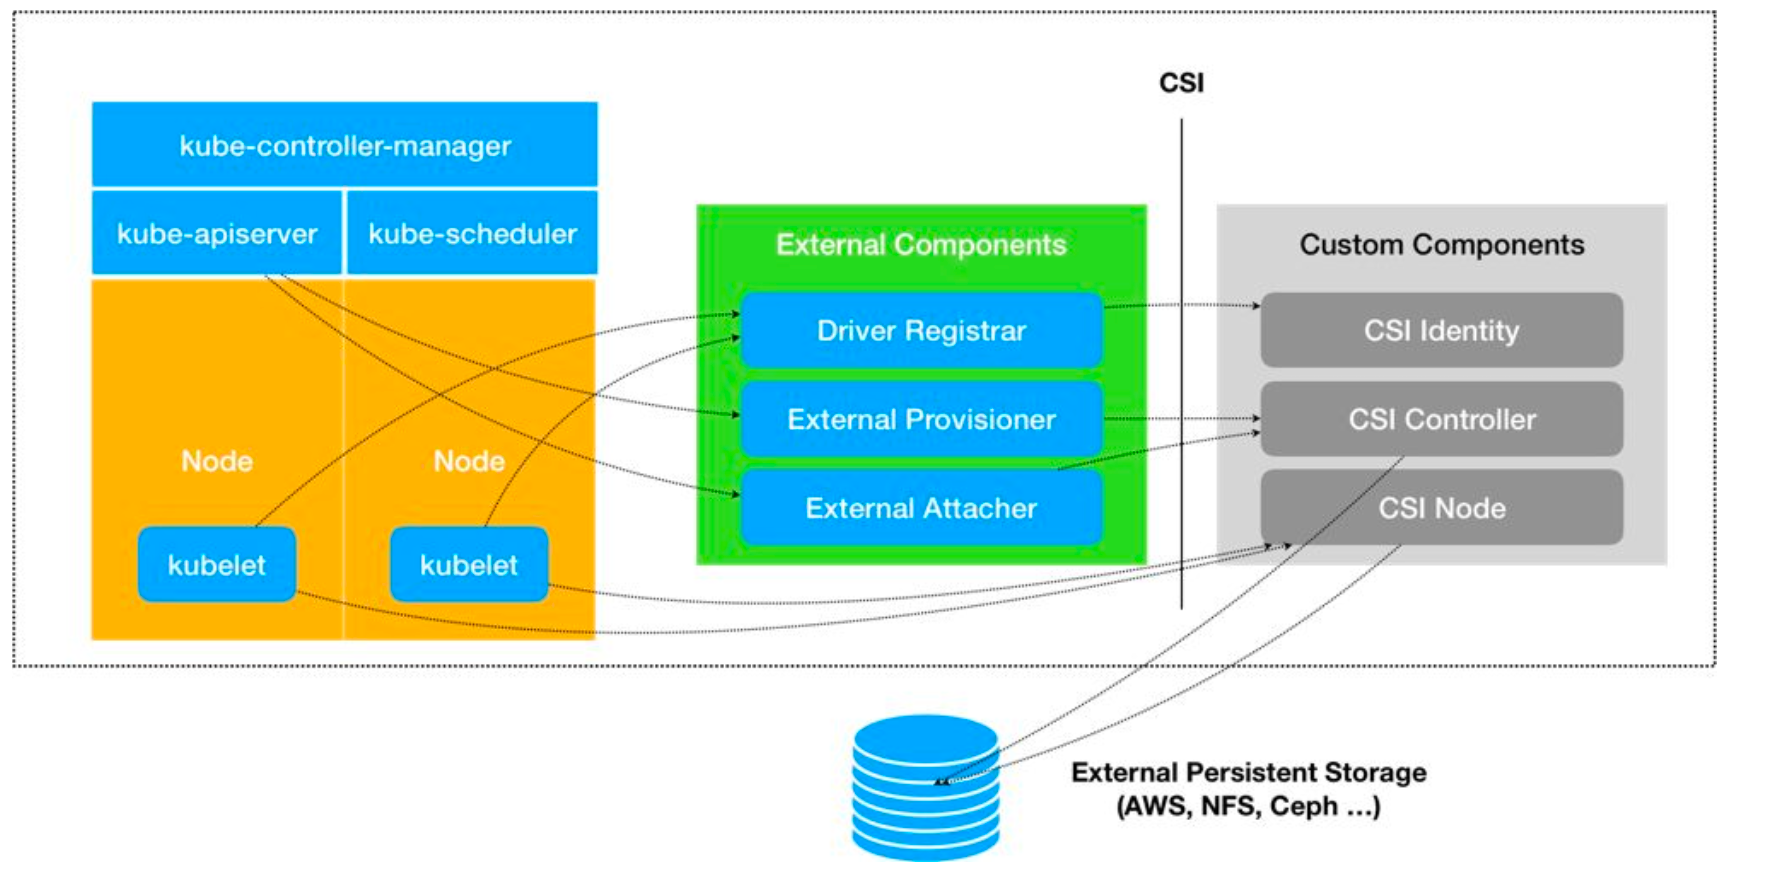 CSI
kube-controller-manager
kube-apiserver
kube-scheduler
Node
Node
kubelet
kubelet
External Components
Driver Registrar
External Provisioner
External Attacher
Custom Components
CSI Identity
CSI Controller
CSI Node
External Persistent Storage
(AWS, NFS, Ceph ...)